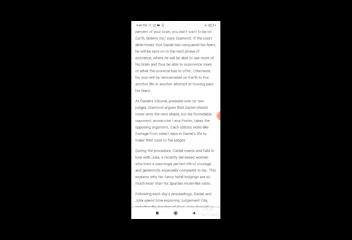 percent of your brain, you don't want to be on
Earth, believe me," says Diamond. If the court
determines that Daniel has conquered his fears,
he will be sent on to the next phase of
existence, where he will be able to use more of
his brain and thus be able to experience more
of what the universe has to offer. Otherwise,
his soul will be reincarnated on Earth to live
another life in another attempt at moving past
his fears.
At Daniel's tribunal, presided over by two
judges, Diamond argues that Daniel should
move onto the next phase, but his formidable
opponent, prosecutor Lena Foster, takes the
opposing argument. Each utilizes video-like
footage from select days in Daniel's life to
make their case to the judges.
During the procedure, Daniel meets and falls in
love with Julia, a recently deceased woman
who lived a seemingly perfect life of courage
and generosity, especially compared to his. This
explains why her fancy hotel lodgings are so
much nicer than his Spartan motel-like room.
Following each day's proceedings, Daniel and
Julia spend time exploring Judgement City,